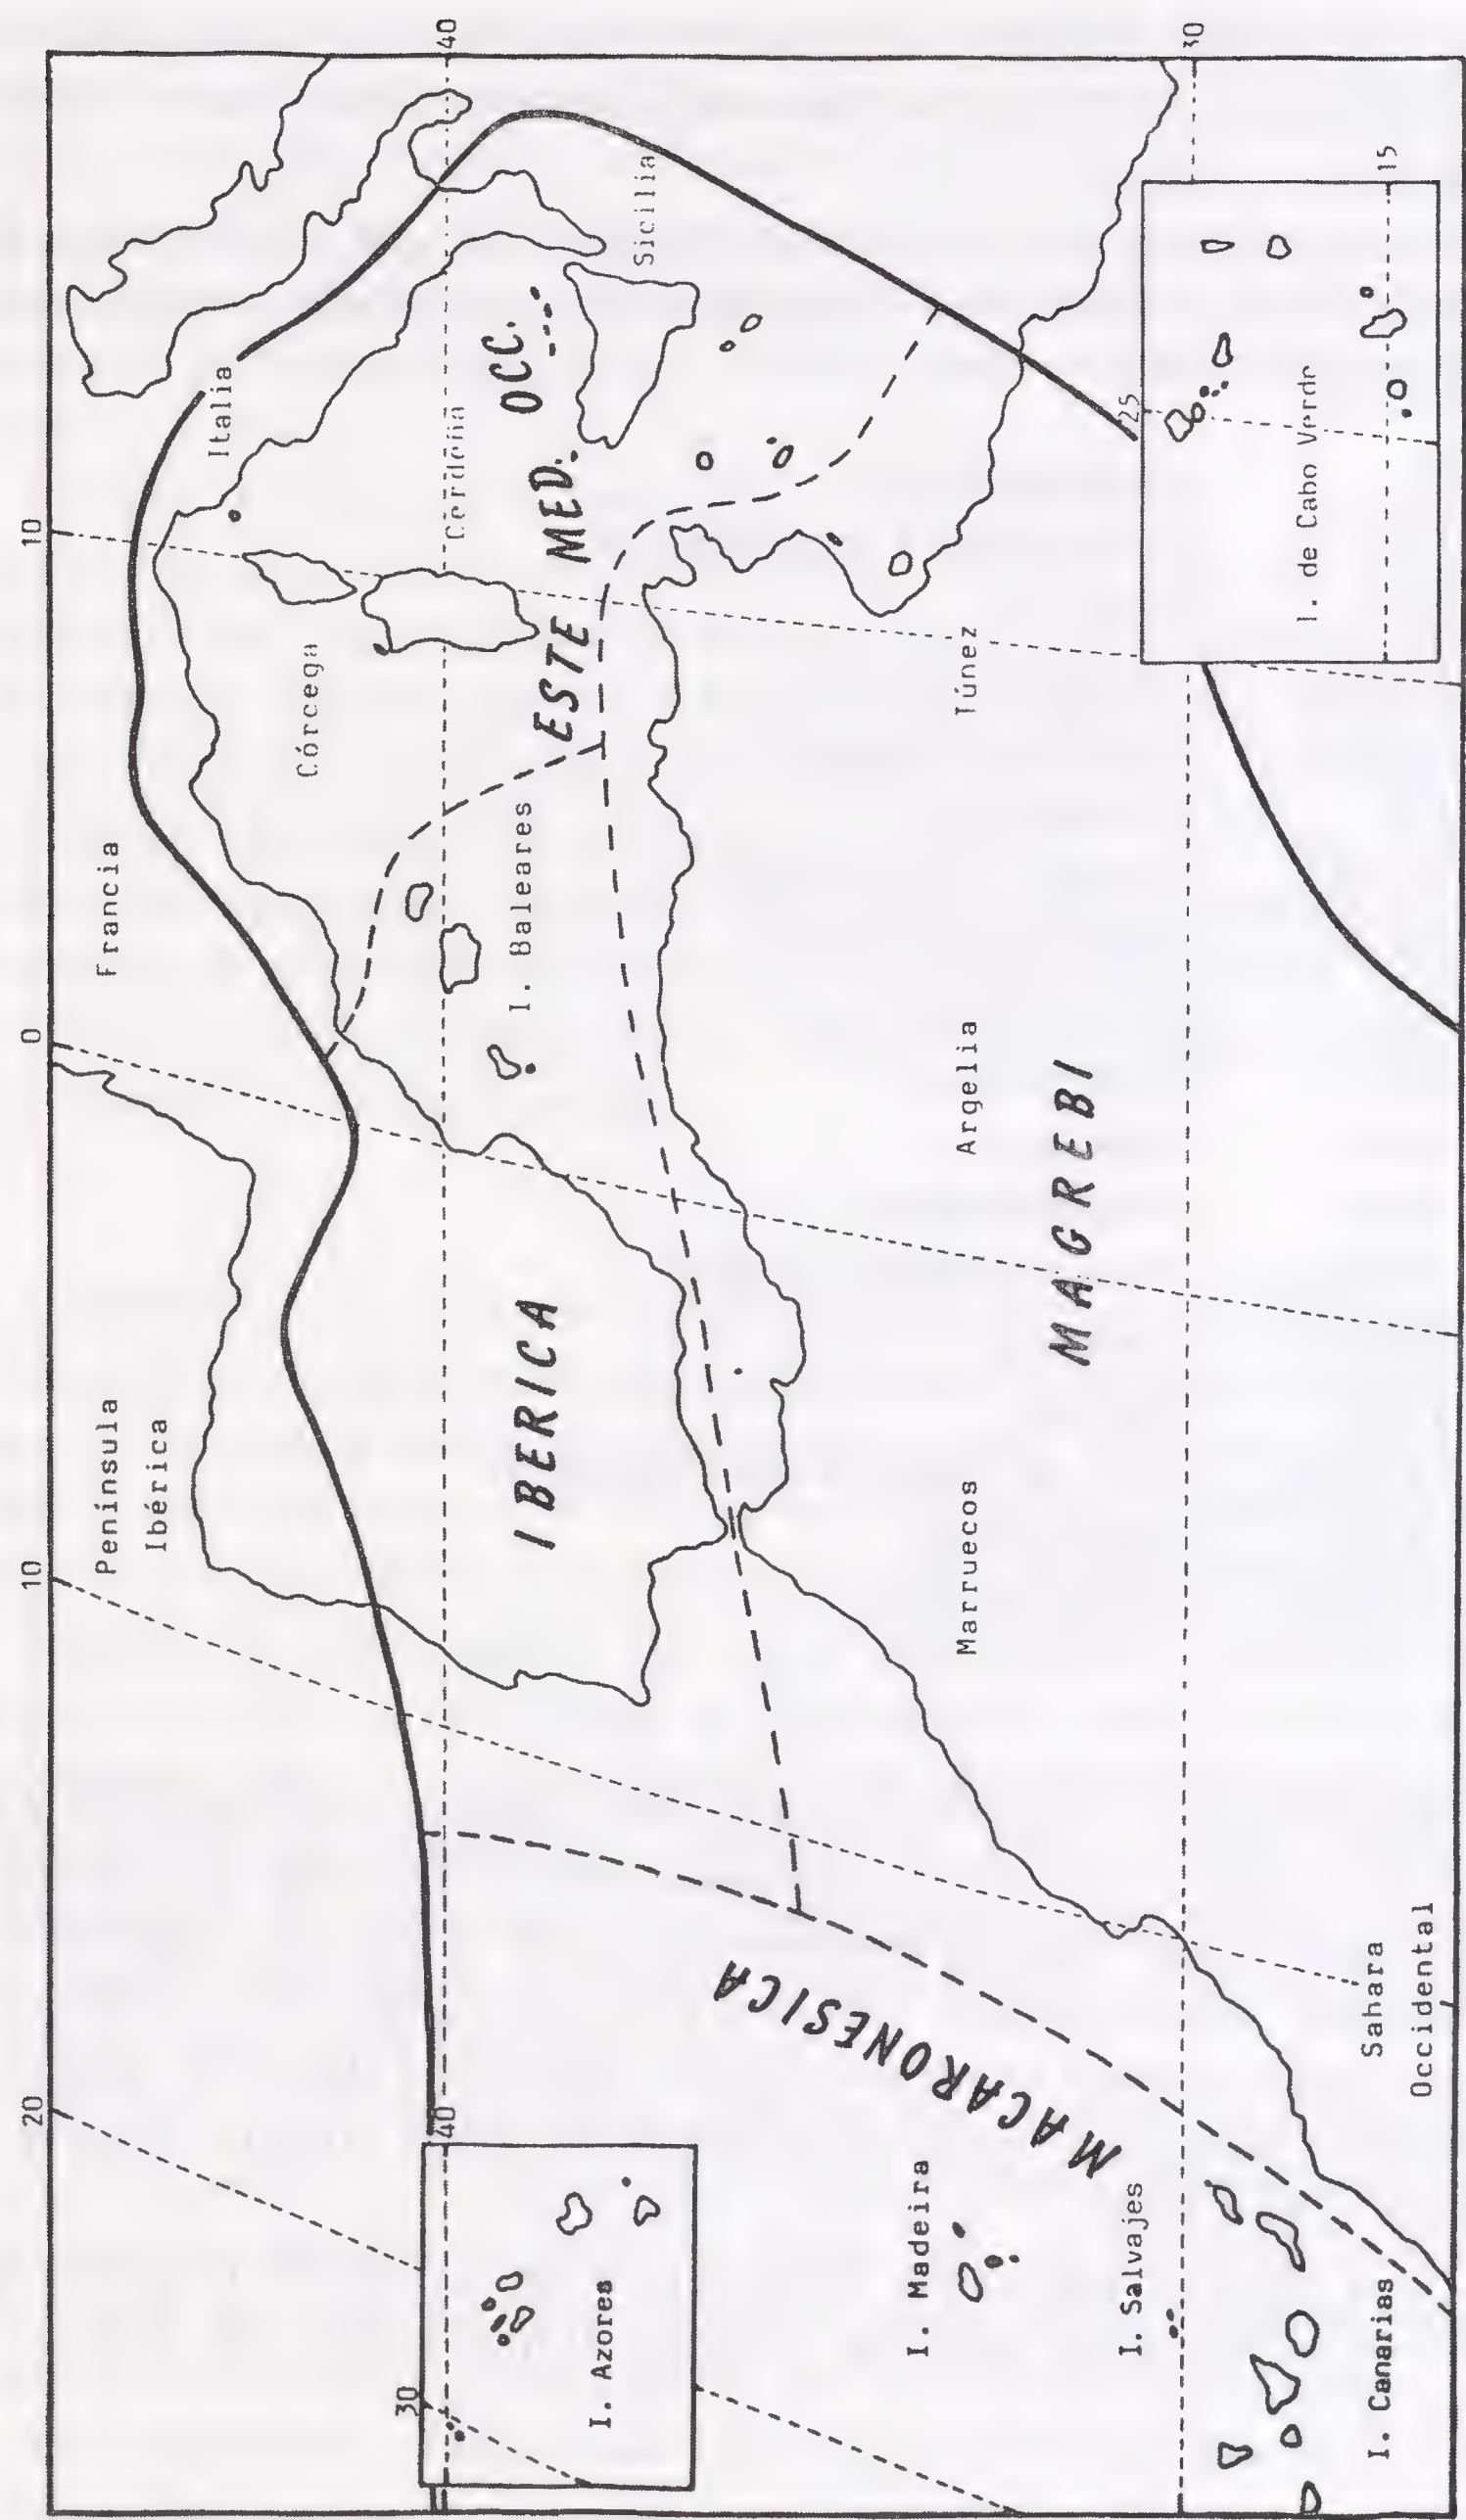 20
10
0
10
Península
Ibérica
Francia
Italia
Córcega
Cerdeña
Sicilia
40
40
30
30
I. Azores
IBERICA
I. Baleares
ESTE MED. OCC.
MACARONESICA
I. Madeira
I. Salvajes
Marruecos
Argelia
Túnez
MAGREBI
I. Canarias
Sahara
Occidental
25
I. de Cabo Verde
15